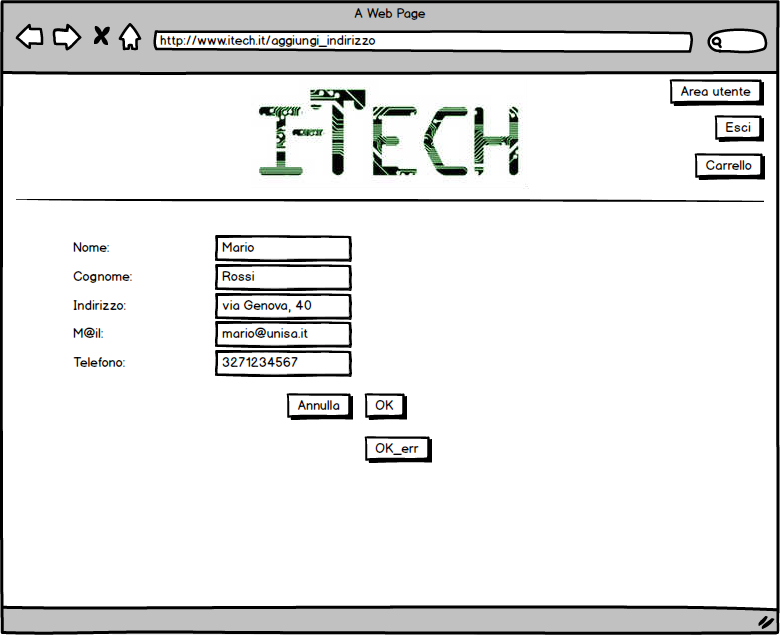 A Web Page
http://www.itech.it/aggiungi_indirizzo
I-TECH
Area utente
Esci
Carrello
Nome: Mario
Cognome: Rossi
Indirizzo: via Genova, 40
M@il: mario@unisa.it
Telefono: 3271234567
Annulla OK
OK_err